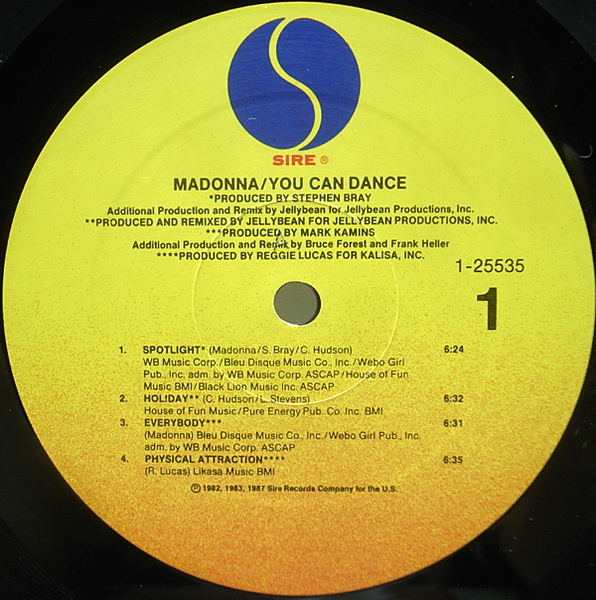 SIRE ®
MADONNA/YOU CAN DANCE
*PRODUCED BY STEPHEN BRAY
Additional Production and Remix by Jellybean for Jellybean Productions, Inc.
**PRODUCED AND REMIXED BY JELLYBEAN FOR JELLYBEAN PRODUCTIONS, INC.
***PRODUCED BY MARK KAMINS
Additional Production and Remix by Bruce Forest and Frank Heller
****PRODUCED BY REGGIE LUCAS FOR KALISA, INC.
1-25535
1
1. SPOTLIGHT* (Madonna/S. Bray/C. Hudson) 6:24
WB Music Corp./Bleu Disque Music Co., Inc./Webo Girl
Pub., Inc. adm. by WB Music Corp. ASCAP/House of Fun
Music BMI/Black Lion Music Inc. ASCAP
2. HOLIDAY** (C. Hudson/L. Stevens) 6:32
House of Fun Music/Pure Energy Pub. Co. Inc. BMI
3. EVERYBODY*** 6:31
(Madonna) Bleu Disque Music Co., Inc./Webo Girl Pub., Inc.
adm. by WB Music Corp. ASCAP
4. PHYSICAL ATTRACTION**** 6:35
(R. Lucas) Likasa Music BMI
℗ 1982, 1983, 1987 Sire Records Company for the U.S.